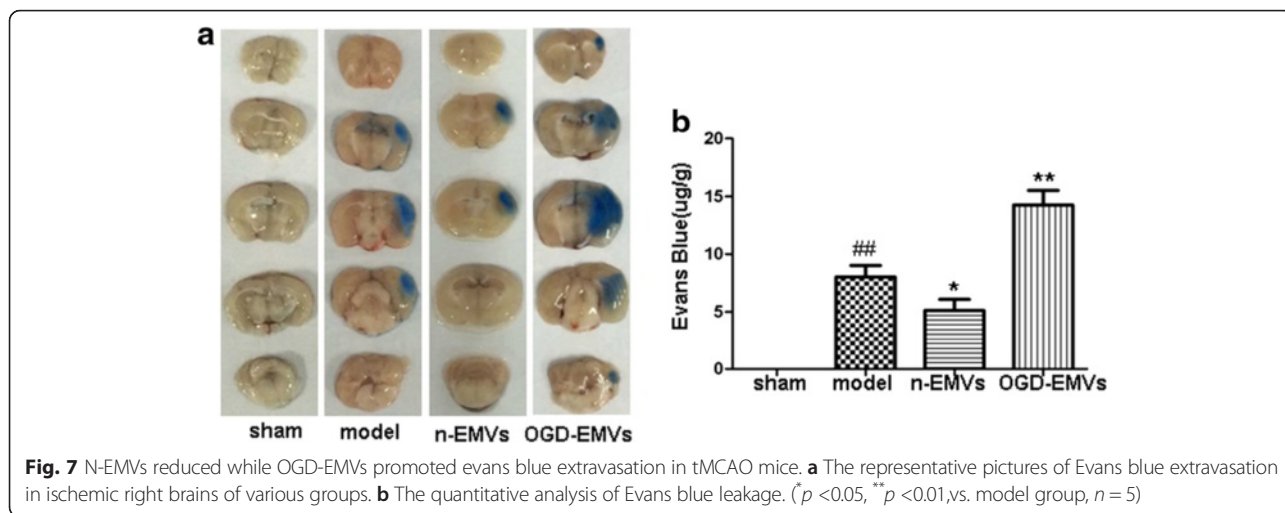 a
sham model n-EMVs OGD-EMVs
b
Evans Blue(ug/g)
20
15
10
5
0
##
*
**
sham model n-EMVs OGD-EMVs
Fig. 7 N-EMVs reduced while OGD-EMVs promoted evans blue extravasation in tMCAO mice. a The representative pictures of Evans blue extravasation
in ischemic right brains of various groups. b The quantitative analysis of Evans blue leakage. (*p <0.05, **p <0.01,vs. model group, n = 5)